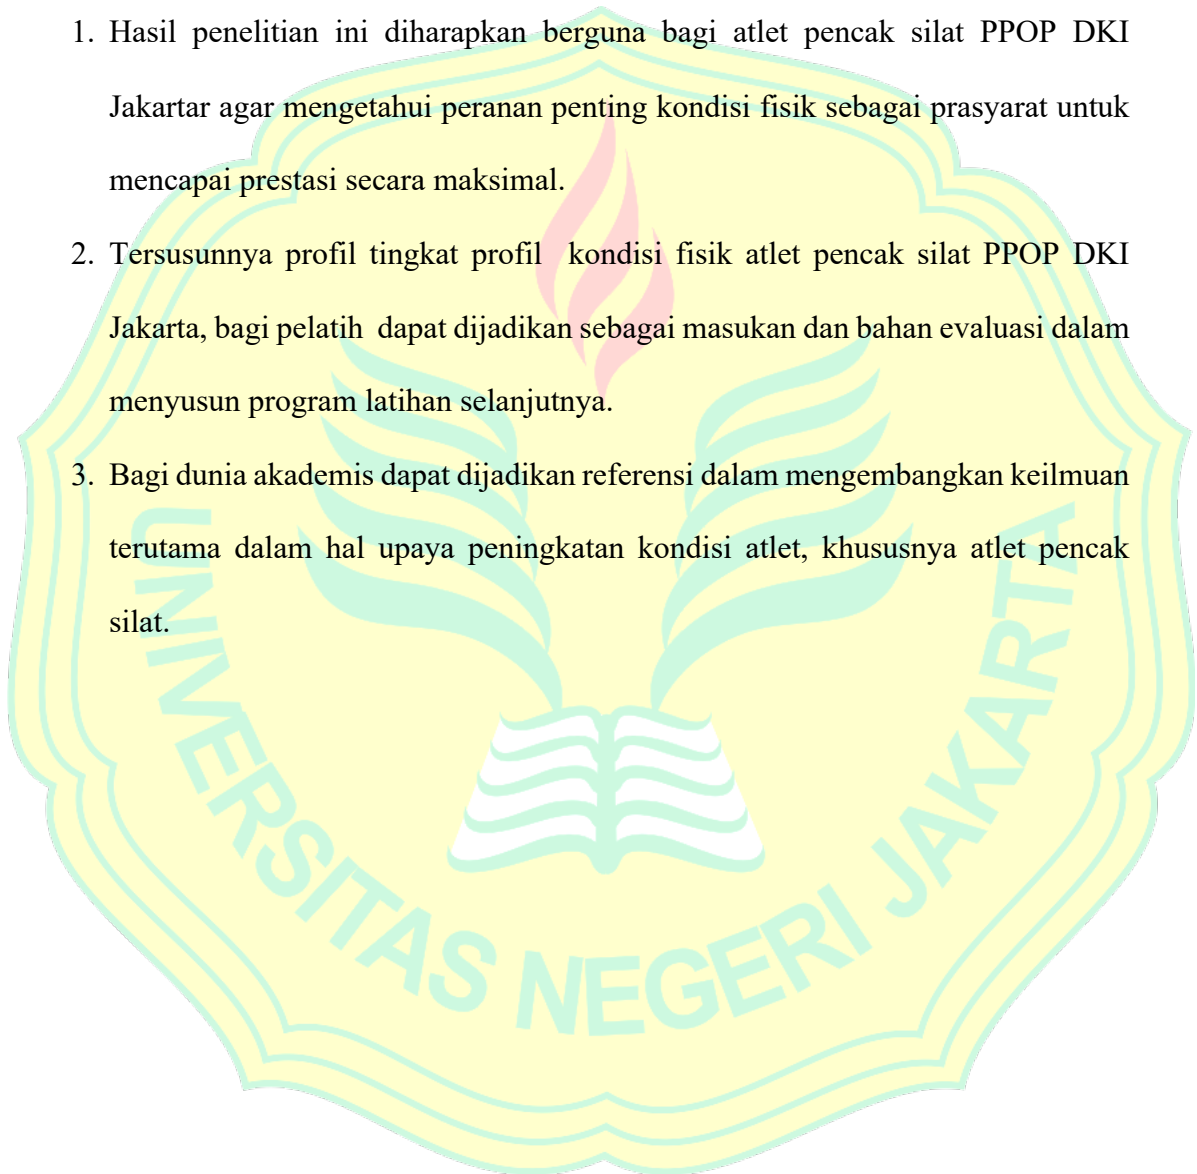 1. Hasil penelitian ini diharapkan berguna bagi atlet pencak silat PPOP DKI
Jakartar agar mengetahui peranan penting kondisi fisik sebagai prasyarat untuk
mencapai prestasi secara maksimal.
2. Tersusunnya profil tingkat profil  kondisi fisik atlet pencak silat PPOP DKI
Jakarta, bagi pelatih  dapat dijadikan sebagai masukan dan bahan evaluasi dalam
menyusun program latihan selanjutnya.
3. Bagi dunia akademis dapat dijadikan referensi dalam mengembangkan keilmuan
terutama dalam hal upaya peningkatan kondisi atlet, khususnya atlet pencak
silat.
UNIVERSITAS NEGERI JAKARTA